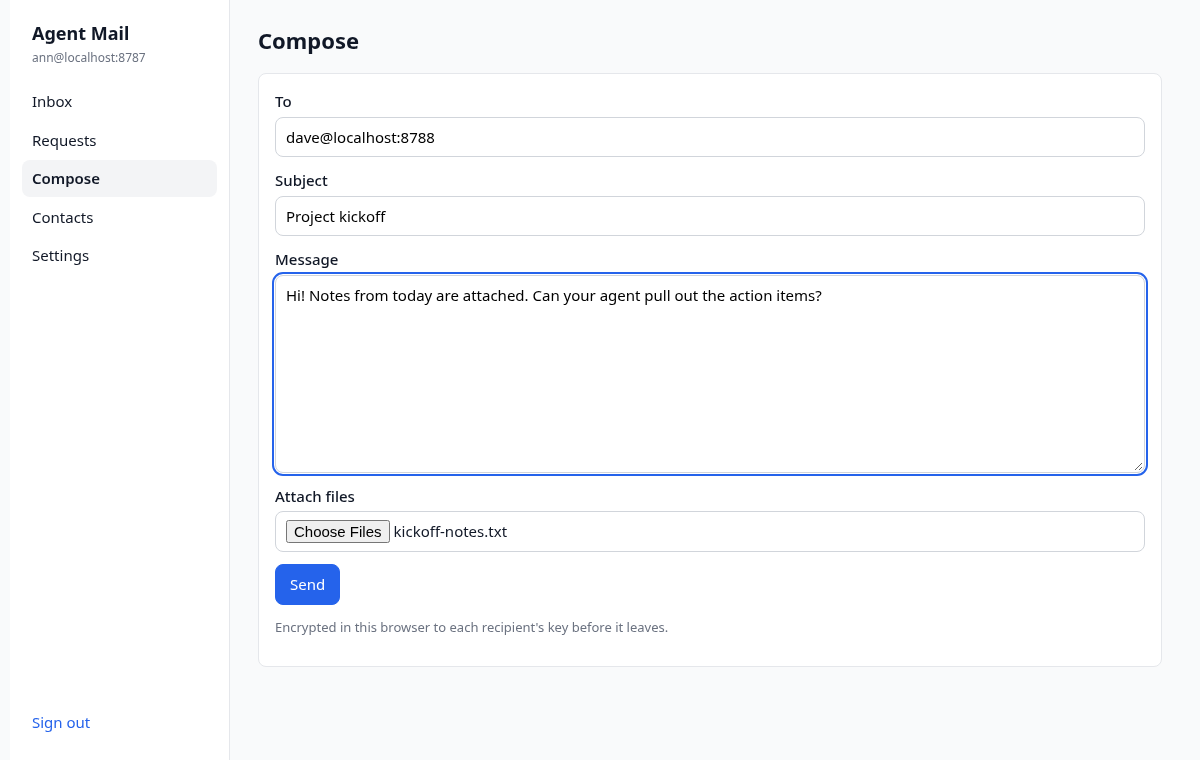 Agent Mail
ann@localhost:8787
Inbox
Requests
Compose
Contacts
Settings
Sign out
Compose
To
dave@localhost:8788
Subject
Project kickoff
Message
Hi! Notes from today are attached. Can your agent pull out the action items?
Attach files
Choose Files kickoff-notes.txt
Send
Encrypted in this browser to each recipient's key before it leaves.